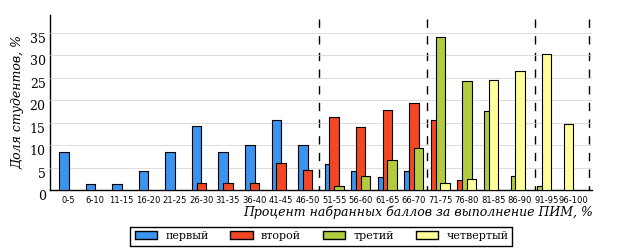 Доля студентов, %
35
30
25
20
15
10
5
0
0-5 6-10 11-15 16-20 21-25 26-30 31-35 36-40 41-45 46-50 51-55 56-60 61-65 66-70 71-75 76-80 81-85 86-90 91-95 96-100
Процент набранных баллов за выполнение ПИМ, %
первый второй третий четвертый